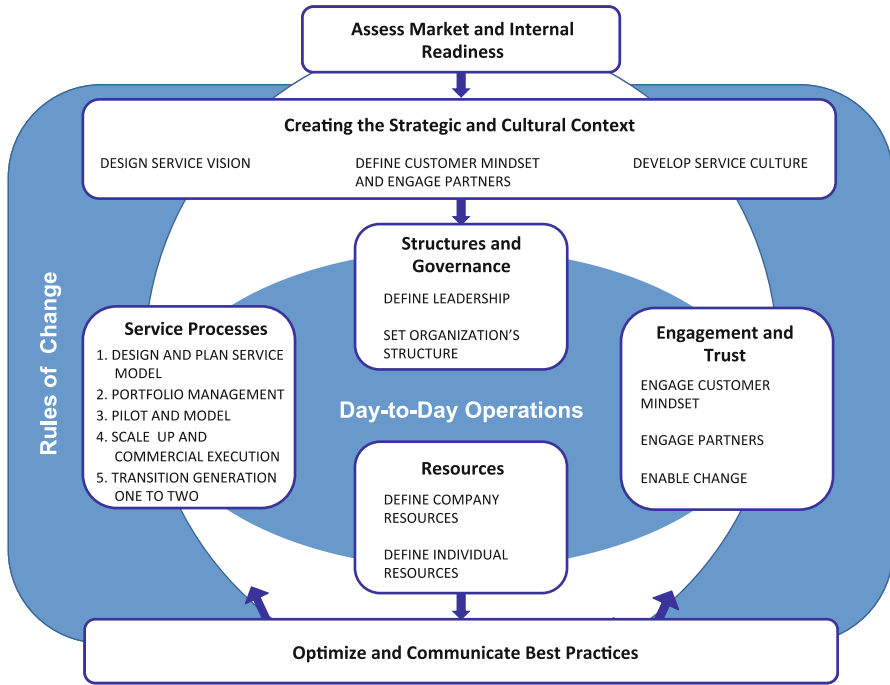 Assess Market and Internal
Readiness
Creating the Strategic and Cultural Context
DESIGN SERVICE VISION
DEFINE CUSTOMER MINDSET
AND ENGAGE PARTNERS
DEVELOP SERVICE CULTURE
Structures and
Governance
DEFINE LEADERSHIP
SET ORGANIZATION’S
STRUCTURE
Rules of Change
Service Processes
1. DESIGN AND PLAN SERVICE
MODEL
2. PORTFOLIO MANAGEMENT
3. PILOT AND MODEL
4. SCALE UP AND
COMMERCIAL EXECUTION
5. TRANSITION GENERATION
ONE TO TWO
Day-to-Day Operations
Engagement and
Trust
ENGAGE CUSTOMER
MINDSET
ENGAGE PARTNERS
ENABLE CHANGE
Resources
DEFINE COMPANY
RESOURCES
DEFINE INDIVIDUAL
RESOURCES
Optimize and Communicate Best Practices